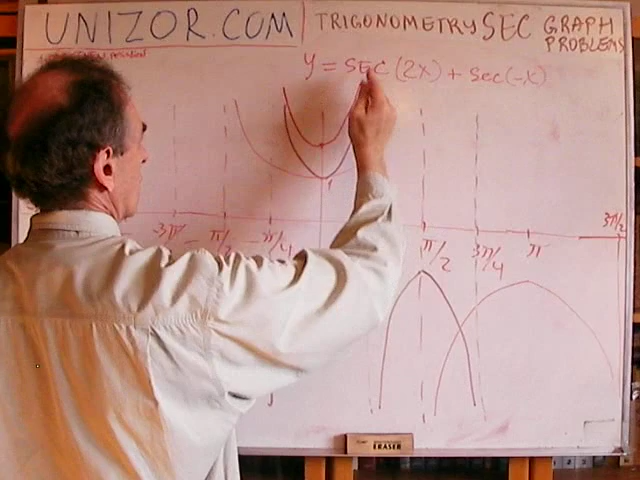 UNIZOR.COM
TRIGONOMETRY SEC GRAPH
PROBLEMS
y = SEC (2x) + sec(-x)
1
3π/2
-3π - π/2 - π/4 π/2 3π/4 π
ERASER